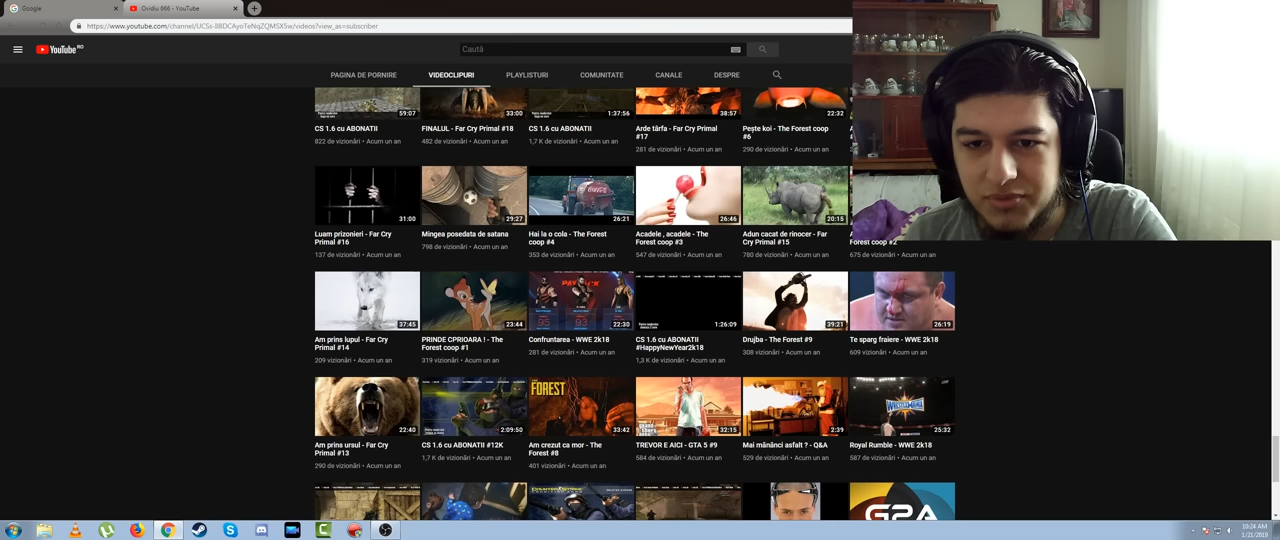 Google
Ovidiu 666 - YouTube
https://www.youtube.com/channel/UCSs-8RDCAyoTeNqZQMSX5w/videos?view_as=subscriber
YouTube RO
Caută
PAGINA DE PORNIRE VIDEOCLIPURI PLAYLISTURI COMUNITATE CANALE DESPRE
59:07 33:00 1:37:56 38:57 22:32
CS 1.6 cu ABONATII
822 de vizionări • Acum un an
FINALUL - Far Cry Primal #18
482 de vizionări • Acum un an
CS 1.6 cu ABONATII
1,7 K de vizionări • Acum un an
Arde târfa - Far Cry Primal
#17
281 de vizionări • Acum un an
Pește koi - The Forest coop
#6
290 de vizionări • Acum un an
31:00 29:27 26:21 26:46 20:15
Luam prizonieri - Far Cry
Primal #16
137 de vizionări • Acum un an
Mingea posedata de satana
798 de vizionări • Acum un an
Hai la o cola - The Forest
coop #4
353 de vizionări • Acum un an
Acadele , acadele - The
Forest coop #3
547 de vizionări • Acum un an
Adun cacat de rinocer - Far
Cry Primal #15
780 de vizionări • Acum un an
Forest coop #2
675 de vizionări • Acum un an
37:45 23:44 22:30 1:26:09 39:21 26:19
Am prins lupul - Far Cry
Primal #14
209 vizionări • Acum un an
PRINDE CPRIOARA ! - The
Forest coop #1
319 vizionări • Acum un an
Confruntarea - WWE 2k18
281 de vizionări • Acum un an
CS 1.6 cu ABONATII
#HappyNewYear2k18
1,3 K de vizionări • Acum un an
Drujba - The Forest #9
308 vizionări • Acum un an
Te sparg fraiere - WWE 2k18
609 vizionări • Acum un an
22:40 2:09:50 33:42 32:15 2:39 25:32
THE FOREST
WRESTLEMANIA
Am prins ursul - Far Cry
Primal #13
290 de vizionări • Acum un an
CS 1.6 cu ABONATII #12K
1,7 K de vizionări • Acum un an
Am crezut ca mor - The
Forest #8
401 vizionări • Acum un an
TREVOR E AICI - GTA 5 #9
584 de vizionări • Acum un an
Mai mănânci asfalt ? - Q&A
529 de vizionări • Acum un an
Royal Rumble - WWE 2k18
587 de vizionări • Acum un an
G2A
10:24 AM
1/21/2019